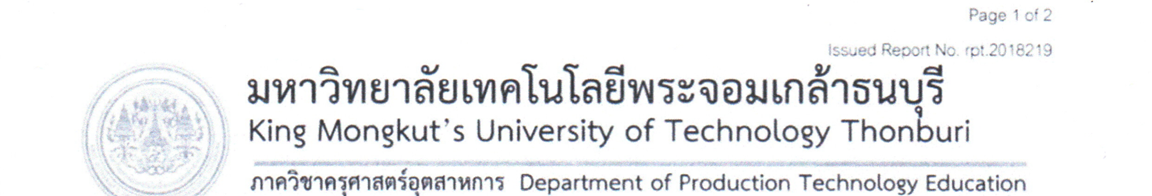 Page 1 of 2
Issued Report No. rpt.2018219
มหาวิทยาลัยเทคโนโลยีพระจอมเกล้าธนบุรี
King Mongkut's University of Technology Thonburi
ภาควิชาครุศาสตร์อุตสาหการ Department of Production Technology Education